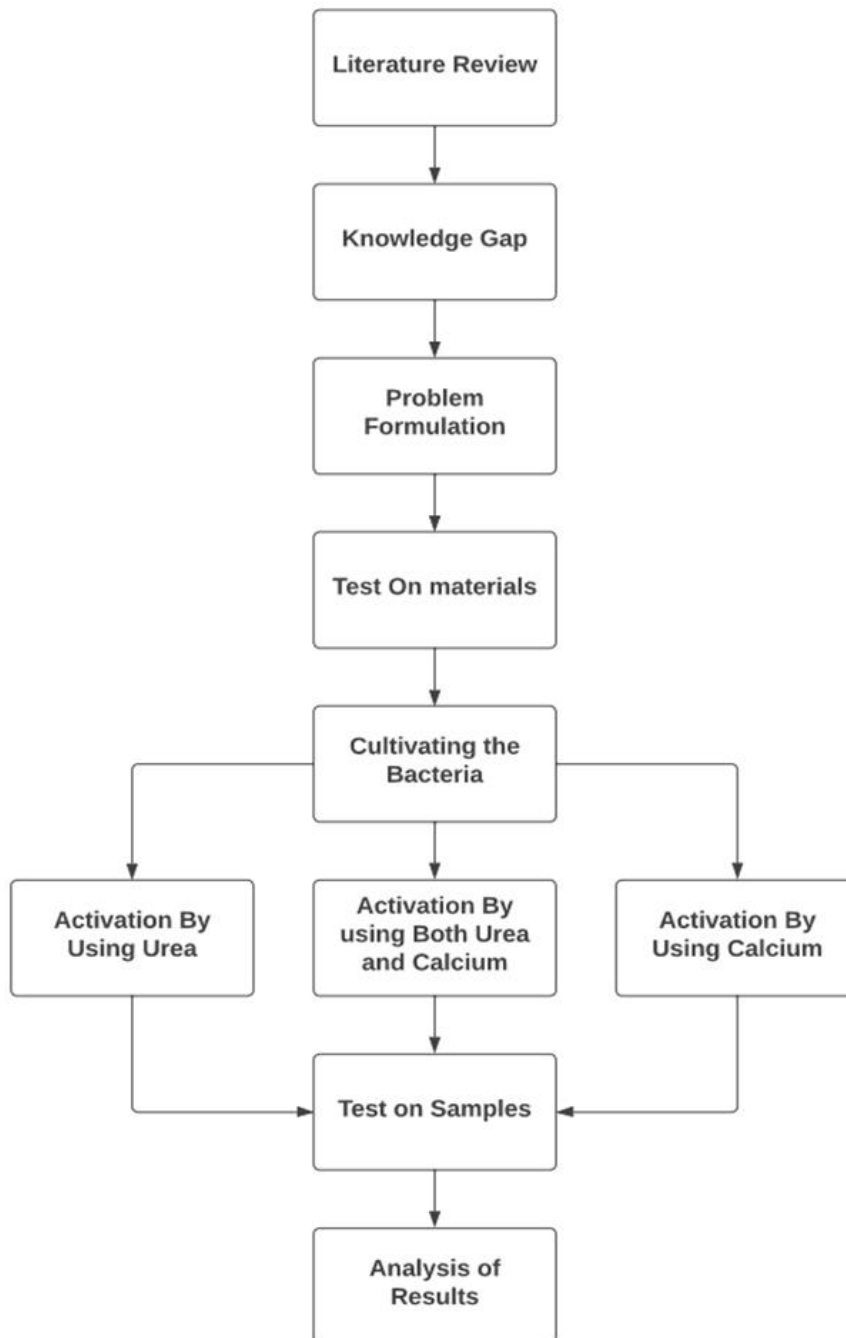 Literature Review
Knowledge Gap
Problem
Formulation
Test On materials
Cultivating the
Bacteria
Activation By
Using Urea
Activation By
using Both Urea
and Calcium
Activation By
Using Calcium
Test on Samples
Analysis of
Results